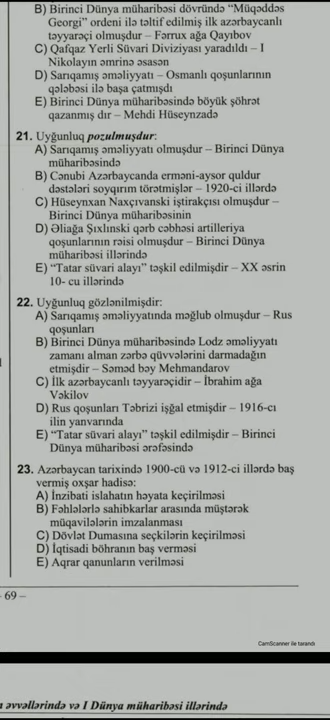 B) Birinci Dünya müharibəsi dövründə "Müqəddəs
Georgi" ordeni ilə təltif edilmiş ilk azərbaycanlı
təyyarəçi olmuşdur – Fərrux ağa Qayıbov
C) Qafqaz Yerli Süvari Diviziyası yaradıldı – I
Nikolayın əmrinə əsasən
D) Sarıqamış əməliyyatı – Osmanlı qoşunlarının
qələbəsi ilə başa çatmışdı
E) Birinci Dünya müharibəsində böyük şöhrət
qazanmış dır – Mehdi Hüseynzadə
21. Uyğunluq pozulmuşdur:
A) Sarıqamış əməliyyatı olmuşdur – Birinci Dünya
müharibəsində
B) Cənubi Azərbaycanda erməni-aysor quldur
dəstələri soyqırım törətmişlər – 1920-ci illərdə
C) Hüseynxan Naxçıvanski iştirakçısı olmuşdur –
Birinci Dünya müharibəsinin
D) Əliağa Şıxlinski qərb cəbhəsi artilleriya
qoşunlarının rəisi olmuşdur – Birinci Dünya
müharibəsi illərində
E) "Tatar süvari alayı" təşkil edilmişdir – XX əsrin
10- cu illərində
22. Uyğunluq gözlənilmişdir:
A) Sarıqamış əməliyyatında məğlub olmuşdur – Rus
qoşunları
B) Birinci Dünya müharibəsində Lodz əməliyyatı
zamanı alman zərbə qüvvələrini darmadağın
etmişdir – Səməd bəy Mehmandarov
C) İlk azərbaycanlı təyyarəçidir – İbrahim ağa
Vəkilov
D) Rus qoşunları Təbrizi işğal etmişdir – 1916-cı
ilin yanvarında
E) "Tatar süvari alayı" təşkil edilmişdir – Birinci
Dünya müharibəsi ərəfəsində
23. Azərbaycan tarixində 1900-cü və 1912-ci illərdə baş
vermiş oxşar hadisə:
A) İnzibati islahatın həyata keçirilməsi
B) Fəhlələrlə sahibkarlar arasında müştərək
müqavilələrin imzalanması
C) Dövlət Dumasına seçkilərin keçirilməsi
D) İqtisadi böhranın baş verməsi
E) Aqrar qanunların verilməsi
69 –
CamScanner ilə tarandı
əvvəllərində və I Dünya müharibəsi illərində